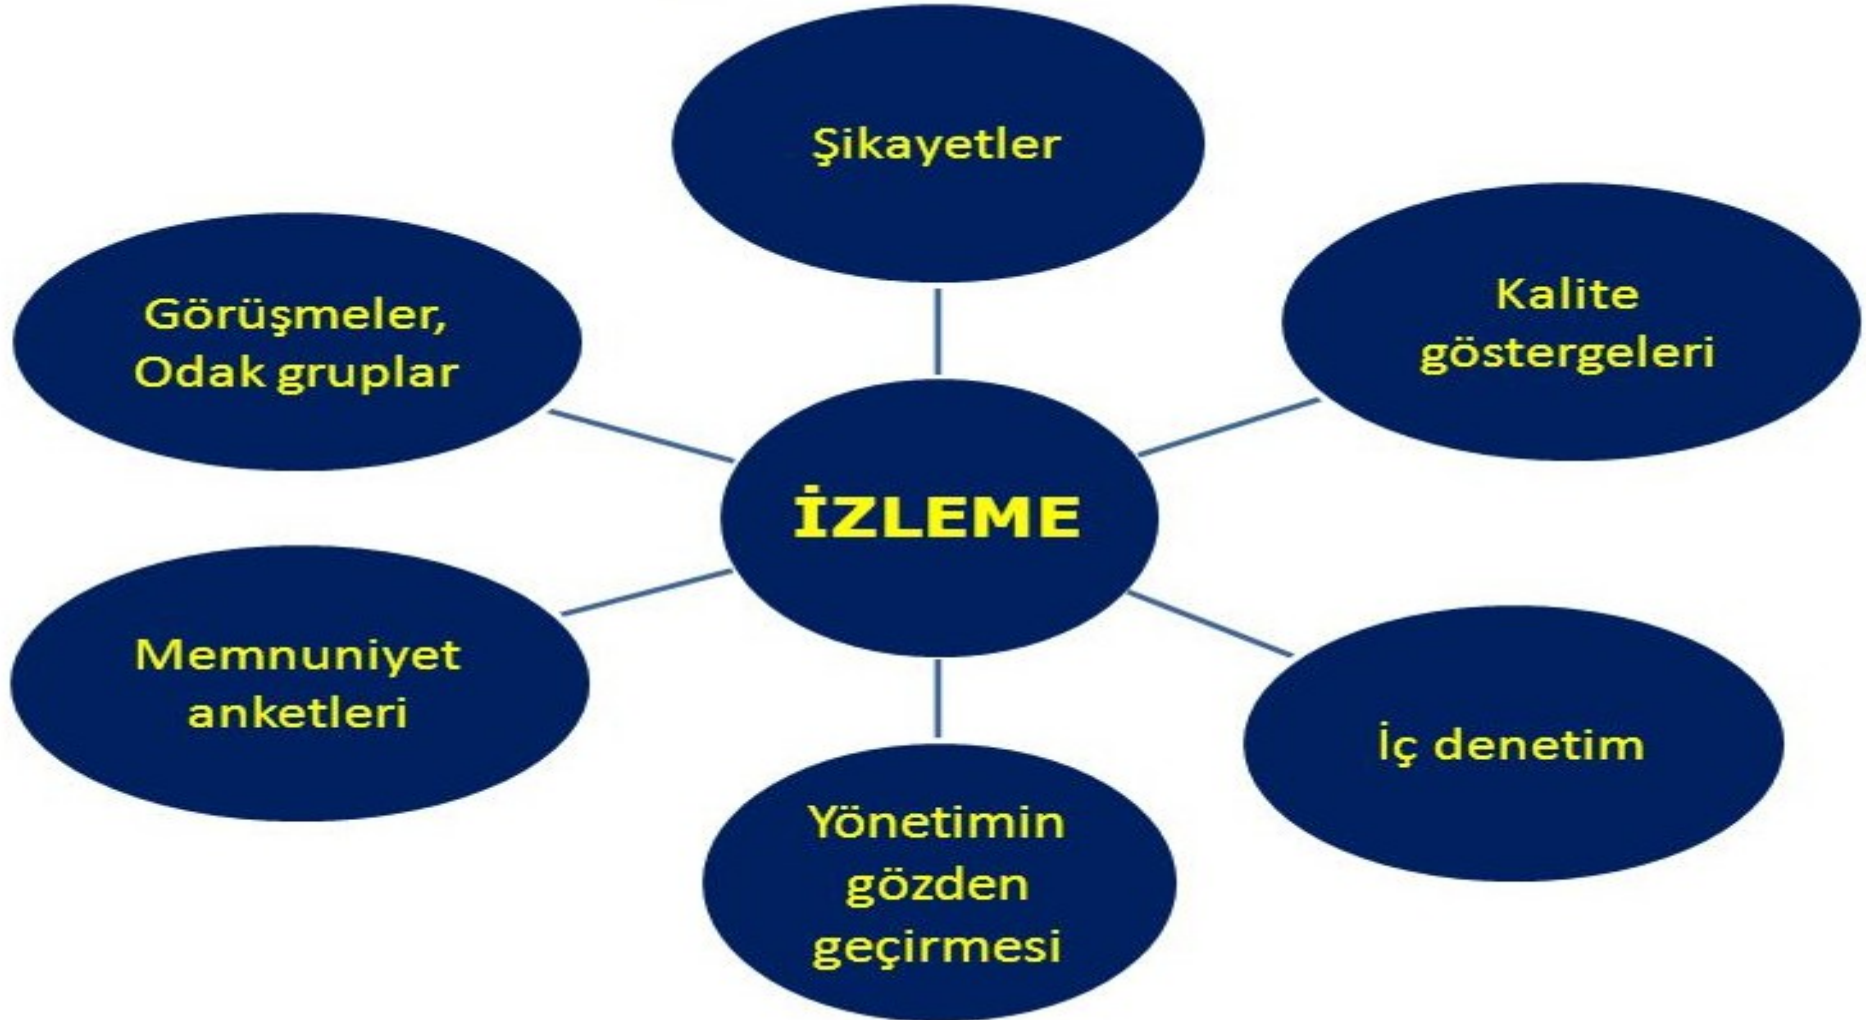 Şikayetler
Kalite
göstergeleri
Görüşmeler,
Odak gruplar
İZLEME
Memnuniyet
anketleri
İç denetim
Yönetimin
gözden
geçirmesi